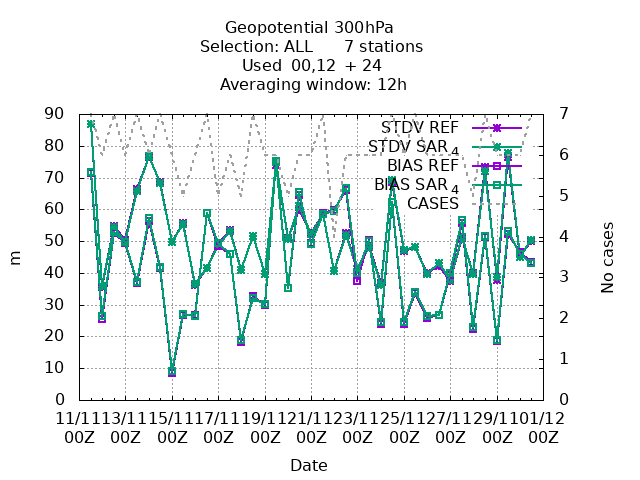 Geopotential 300hPa
Selection: ALL 7 stations
Used 00,12 + 24
Averaging window: 12h
90 7
80 6
70 5
60 4
50 3
40 2
30 1
20 0
10
0
STDV REF
STDV SAR4
BIAS REF
BIAS SAR4
CASES
m
No cases
11/11 13/11 15/11 17/11 19/11 21/11 23/11 25/11 27/11 29/11 01/12
00Z 00Z 00Z 00Z 00Z 00Z 00Z 00Z 00Z 00Z 00Z
Date